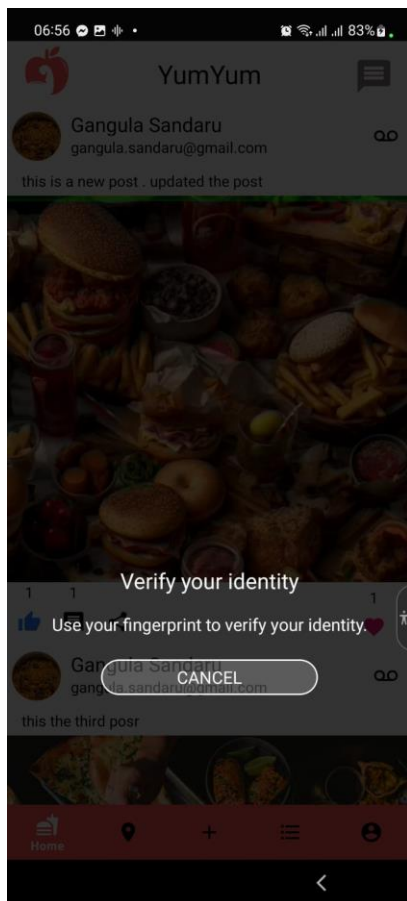 06:56
83%
YumYum
Gangula Sandaru
gangula.sandaru@gmail.com
this is a new post . updated the post
Verify your identity
1 1 1
Use your fingerprint to verify your identity.
Gangula Sandaru
CANCEL
gangula.sandaru@gmail.com
this the third posr
Home